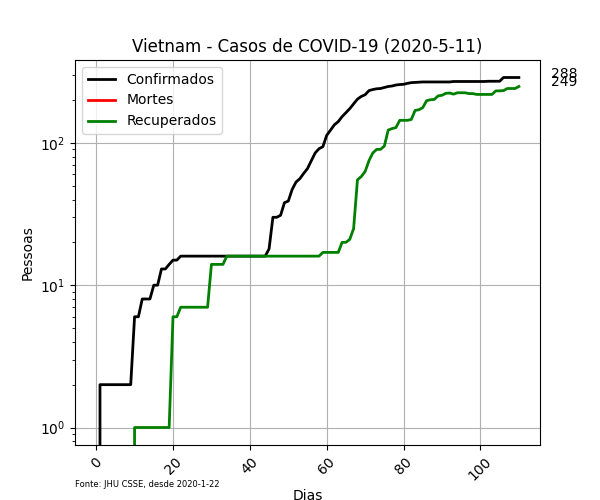 Vietnam - Casos de COVID-19 (2020-5-11)
Confirmados
Mortes
Recuperados
288
249
10²
10¹
10⁰
Pessoas
0 20 40 60 80 100
Fonte: JHU CSSE, desde 2020-1-22
Dias